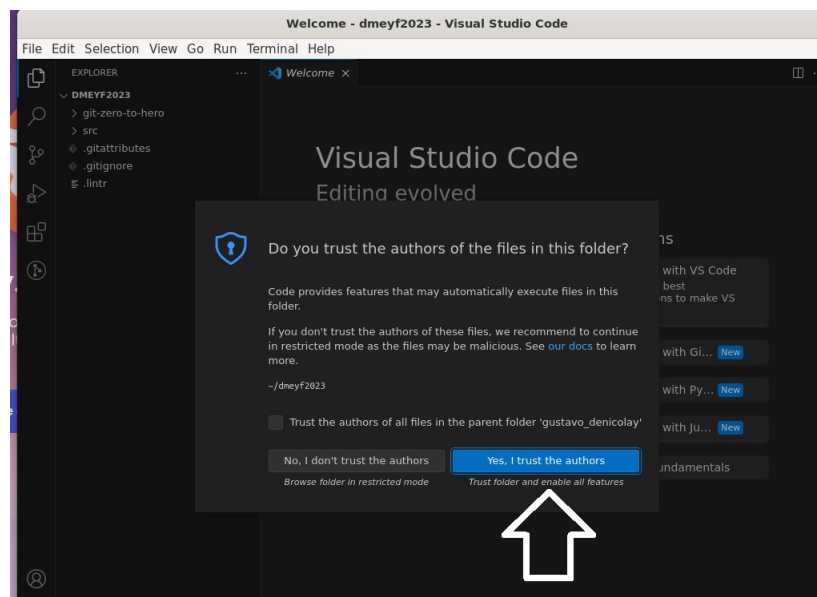 Welcome - dmeyf2023 - Visual Studio Code
File Edit Selection View Go Run Terminal Help
EXPLORER
Welcome
DMEYF2023
git-zero-to-hero
src
.gitattributes
.gitignore
.lintr
Visual Studio Code
Editing evolved
Do you trust the authors of the files in this folder?
Code provides features that may automatically execute files in this
folder.
If you don't trust the authors of these files, we recommend to continue
in restricted mode as the files may be malicious. See our docs to learn
more.
~/dmeyf2023
Trust the authors of all files in the parent folder 'gustavo_denicolay'
No, I don't trust the authors
Yes, I trust the authors
Browse folder in restricted mode
Trust folder and enable all features
with VS Code
best
to make VS
with Gi... New
with Py... New
with Ju... New